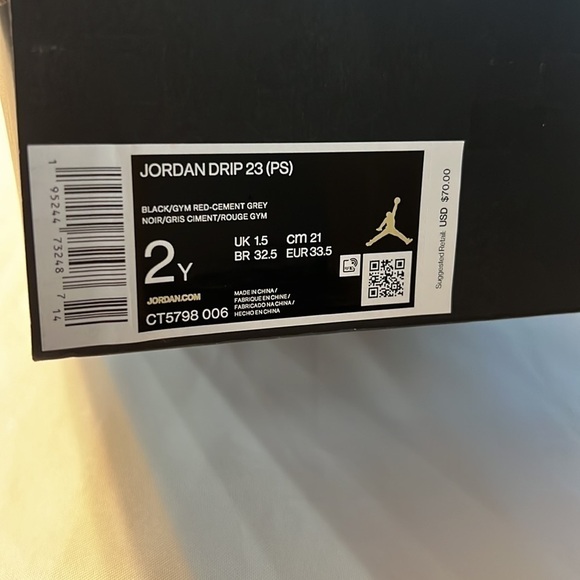 JORDAN DRIP 23 (PS)
BLACK/GYM RED-CEMENT GREY
NOIR/GRIS CIMENT/ROUGE GYM
2Y
UK 1.5 cm 21
BR 32.5 EUR 33.5
JORDAN.COM
CT5798 006
MADE IN CHINA/
FABRIQUE EN CHINE/
FABRICADO NA CHINA/
HECHO EN CHINA
1 95244 73248 7 14
Suggested Retail: USD $70.00